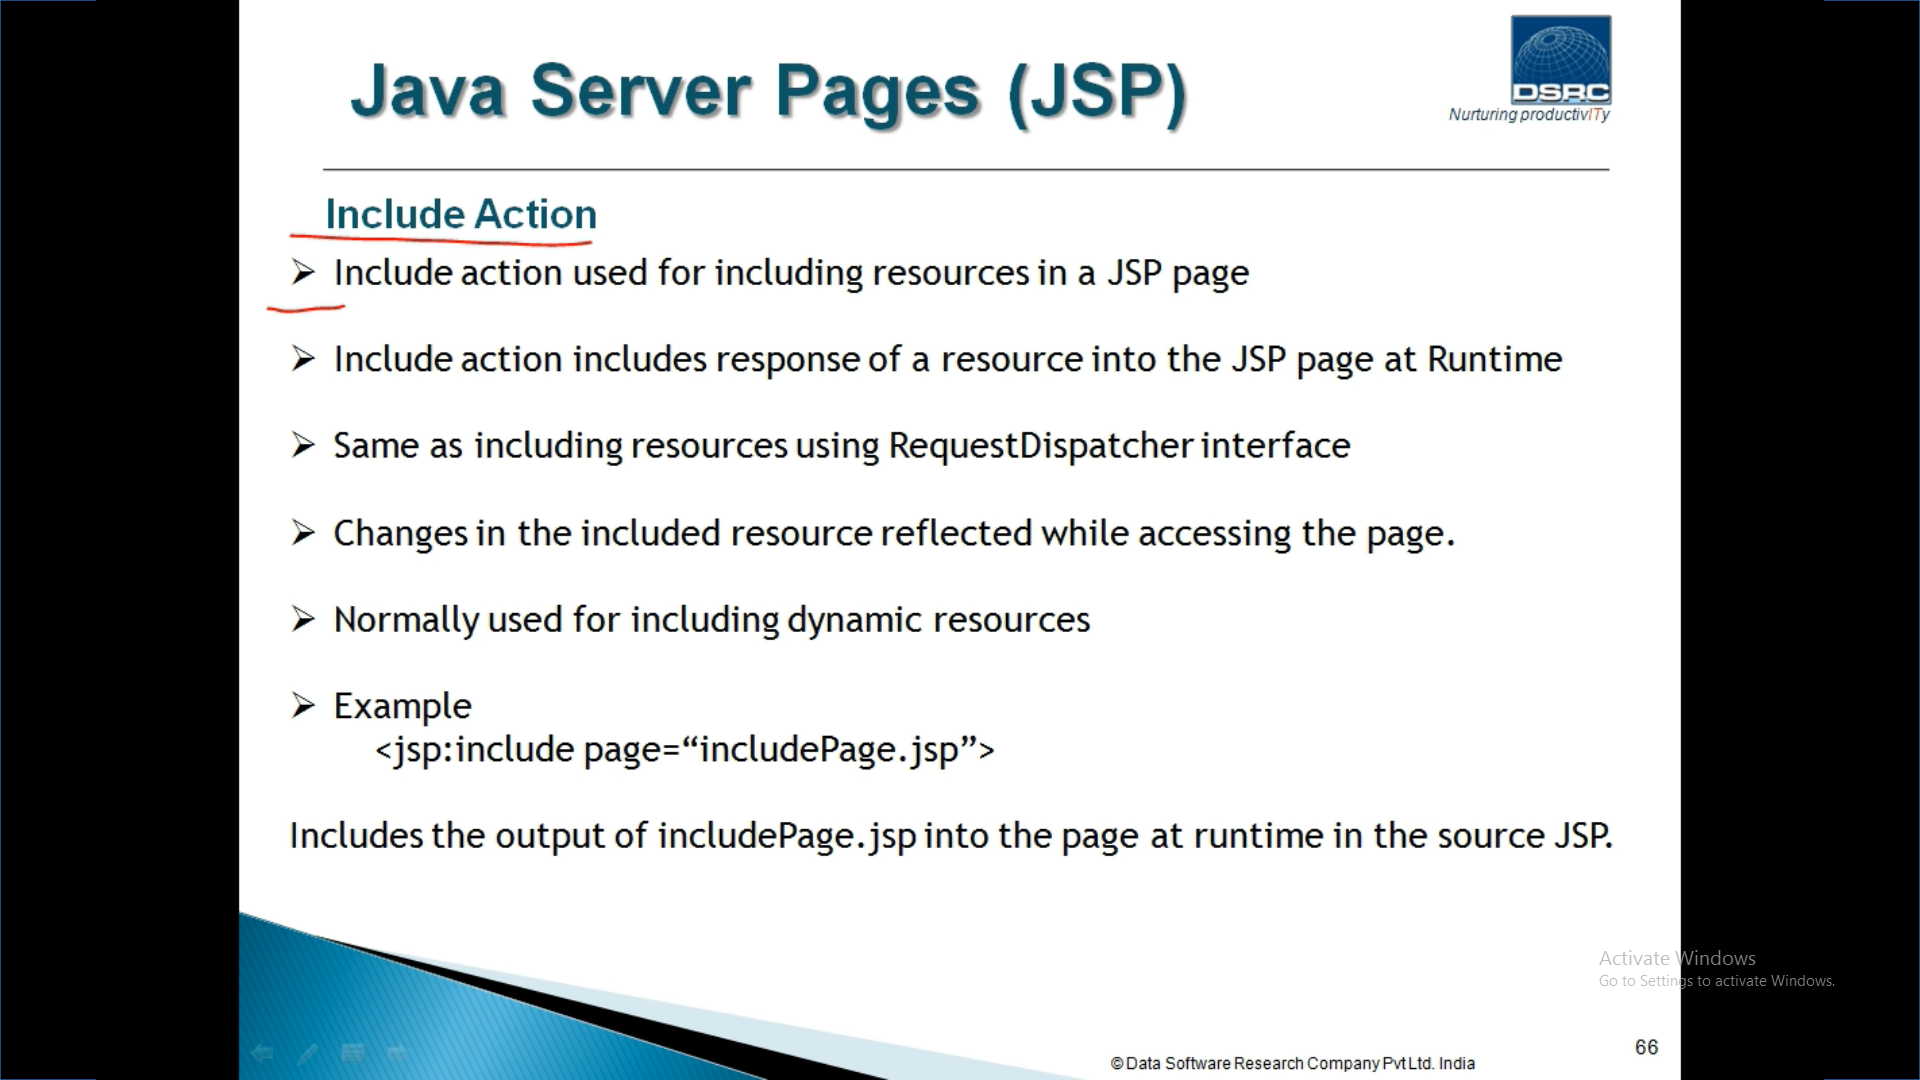 Java Server Pages (JSP)
DSRC
Nurturing productivITy
Include Action
➢ Include action used for including resources in a JSP page
➢ Include action includes response of a resource into the JSP page at Runtime
➢ Same as including resources using RequestDispatcher interface
➢ Changes in the included resource reflected while accessing the page.
➢ Normally used for including dynamic resources
➢ Example
<jsp:include page=“includePage.jsp”>
Includes the output of includePage.jsp into the page at runtime in the source JSP.
Activate Windows
Go to Settings to activate Windows.
66
© Data Software Research Company Pvt Ltd. India